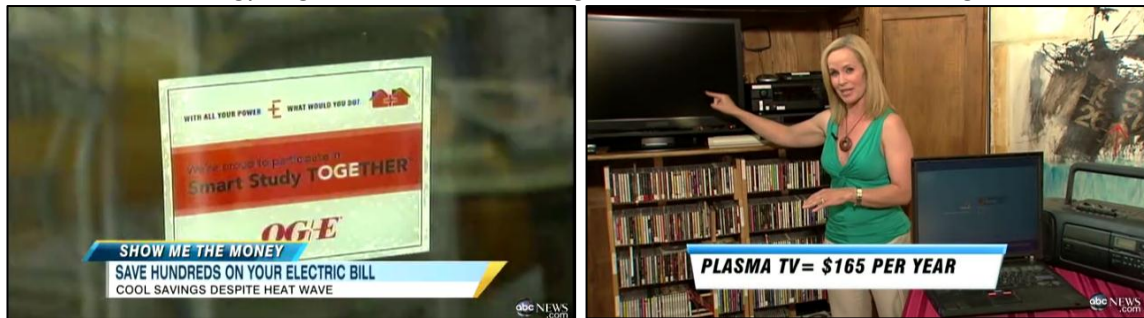 WITH ALL YOUR POWER E WHAT WOULD YOU DO?
We're proud to participate in
Smart Study TOGETHER
OG+E
SHOW ME THE MONEY
SAVE HUNDREDS ON YOUR ELECTRIC BILL
COOL SAVINGS DESPITE HEAT WAVE
abc NEWS
.com
PLASMA TV= $165 PER YEAR
abc NEWS
.com